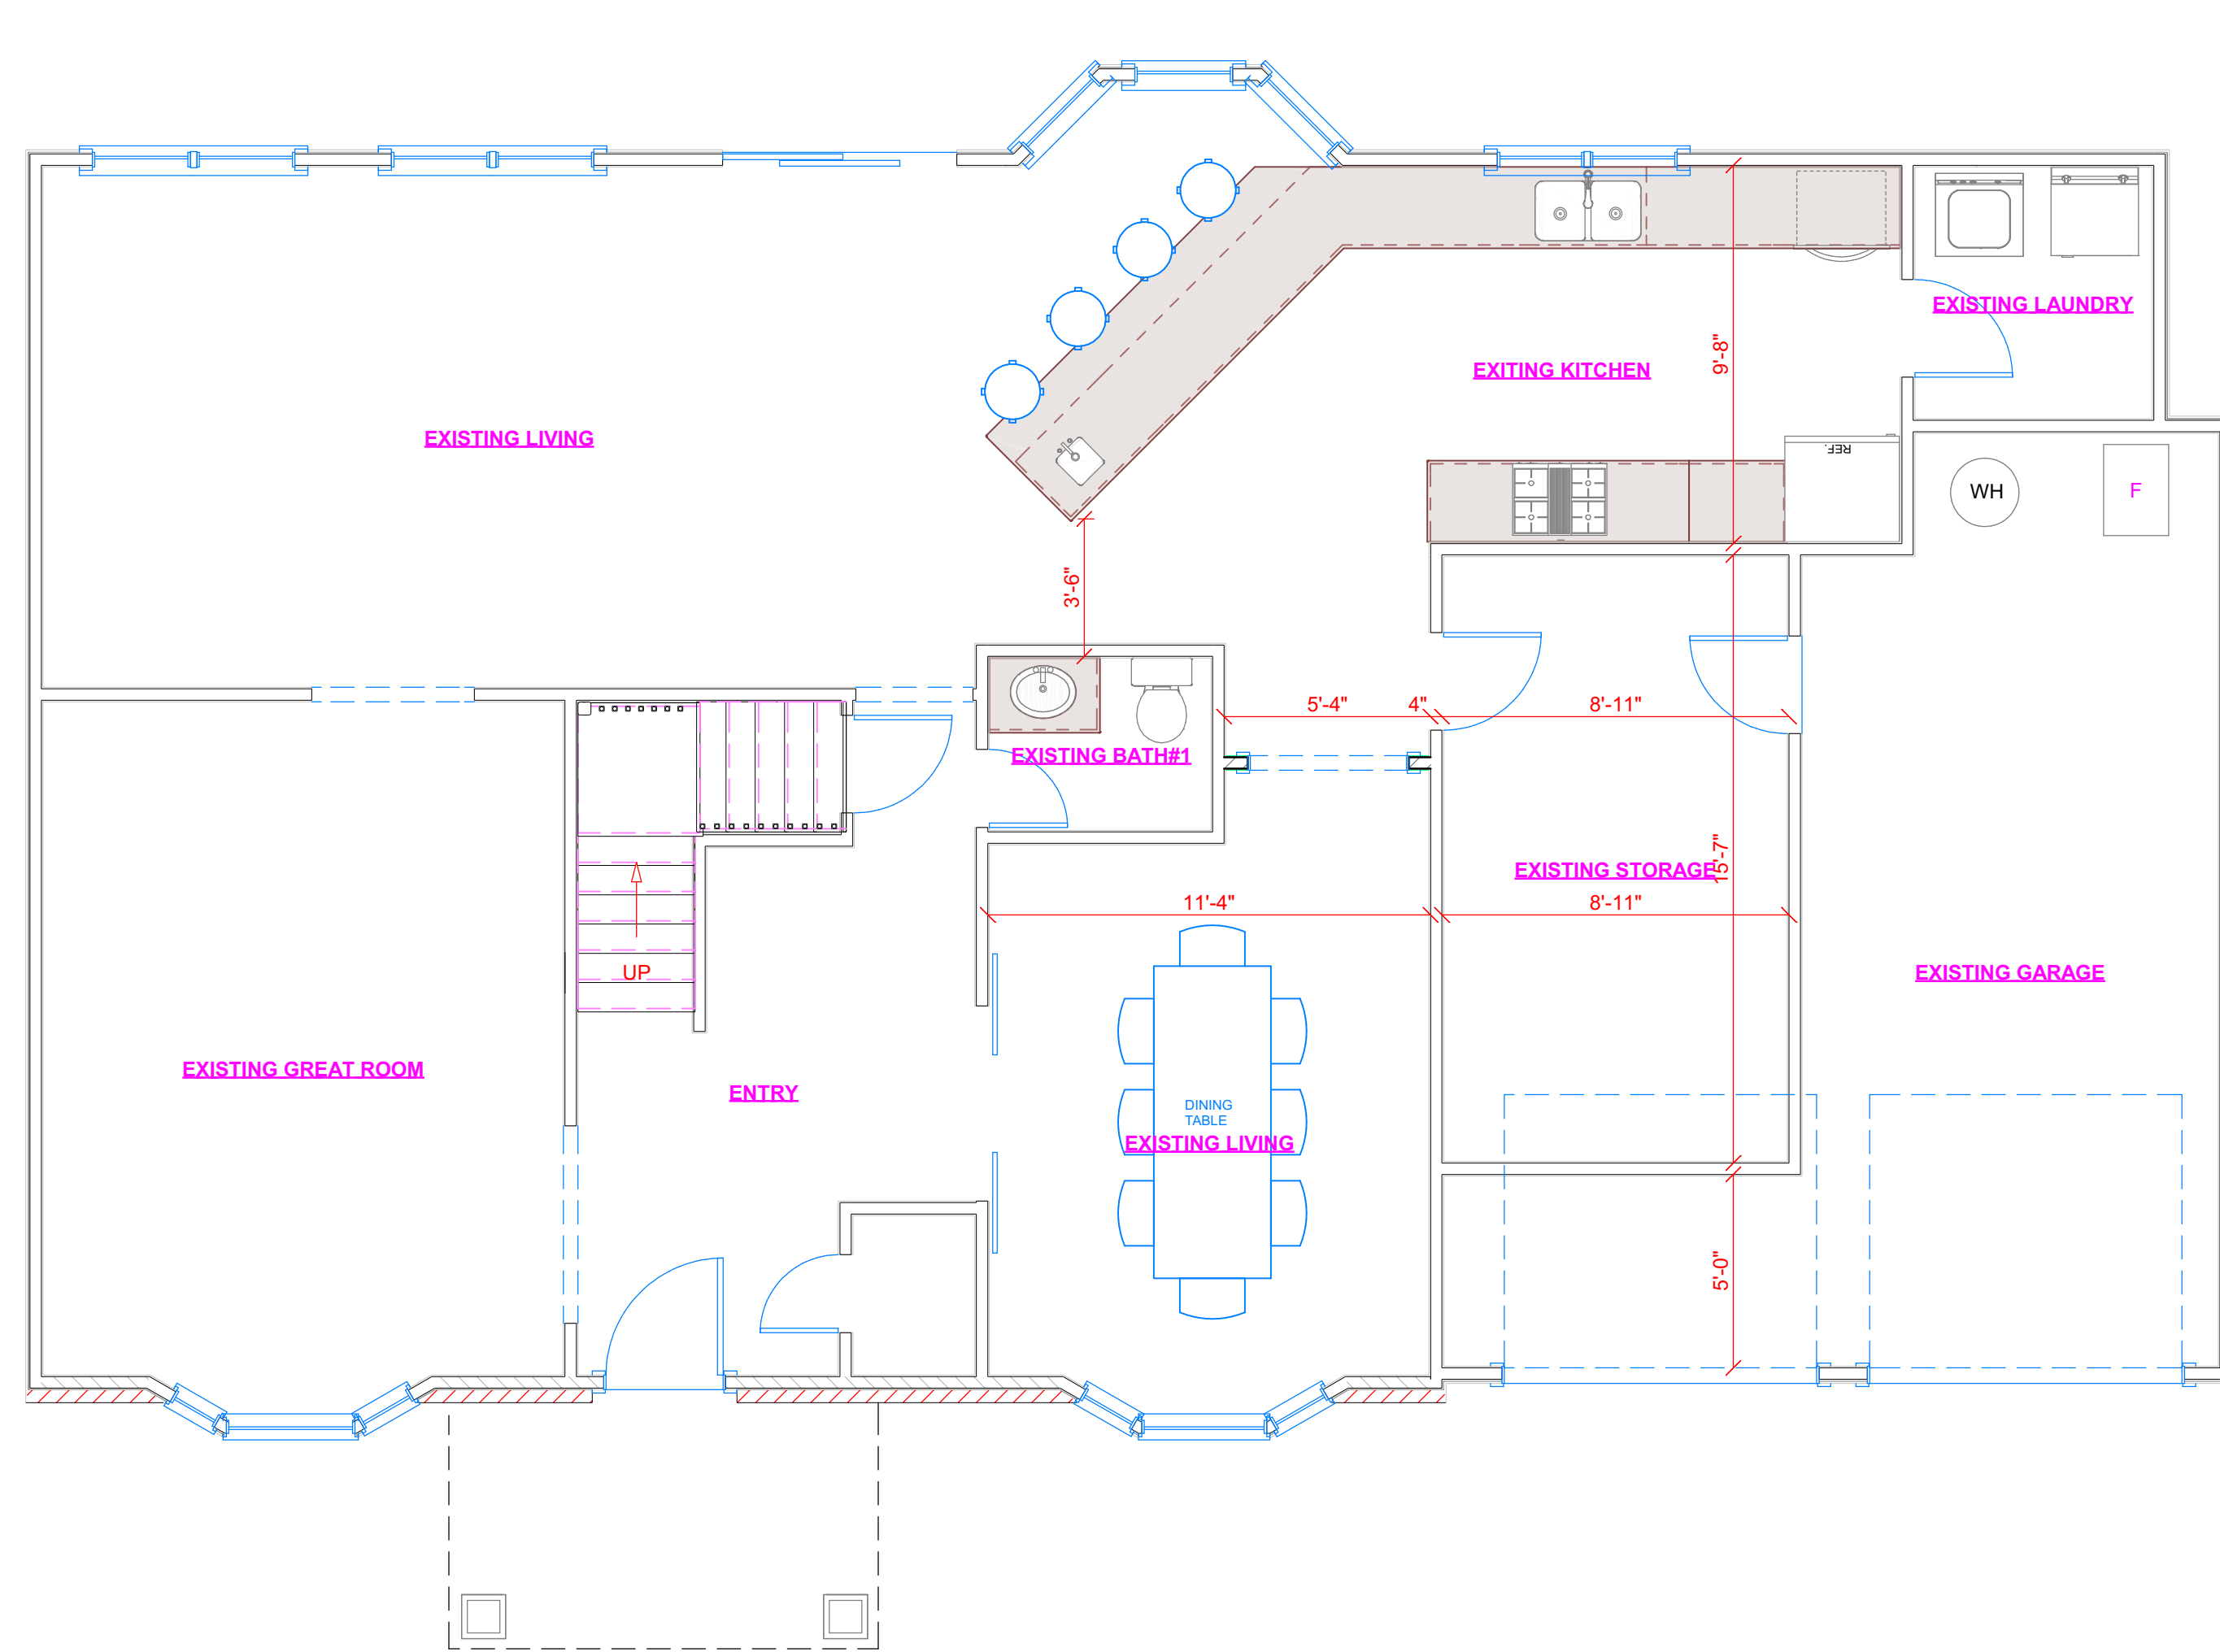 EXISTING LAUNDRY
9'-8"
EXITING KITCHEN
EXISTING LIVING
REF.
WH
F
3'-6"
5'-4"
4"
8'-11"
EXISTING BATH#1
15'-7"
EXISTING STORAGE
11'-4"
8'-11"
UP
EXISTING GARAGE
EXISTING GREAT ROOM
ENTRY
DINING
TABLE
EXISTING LIVING
5'-0"